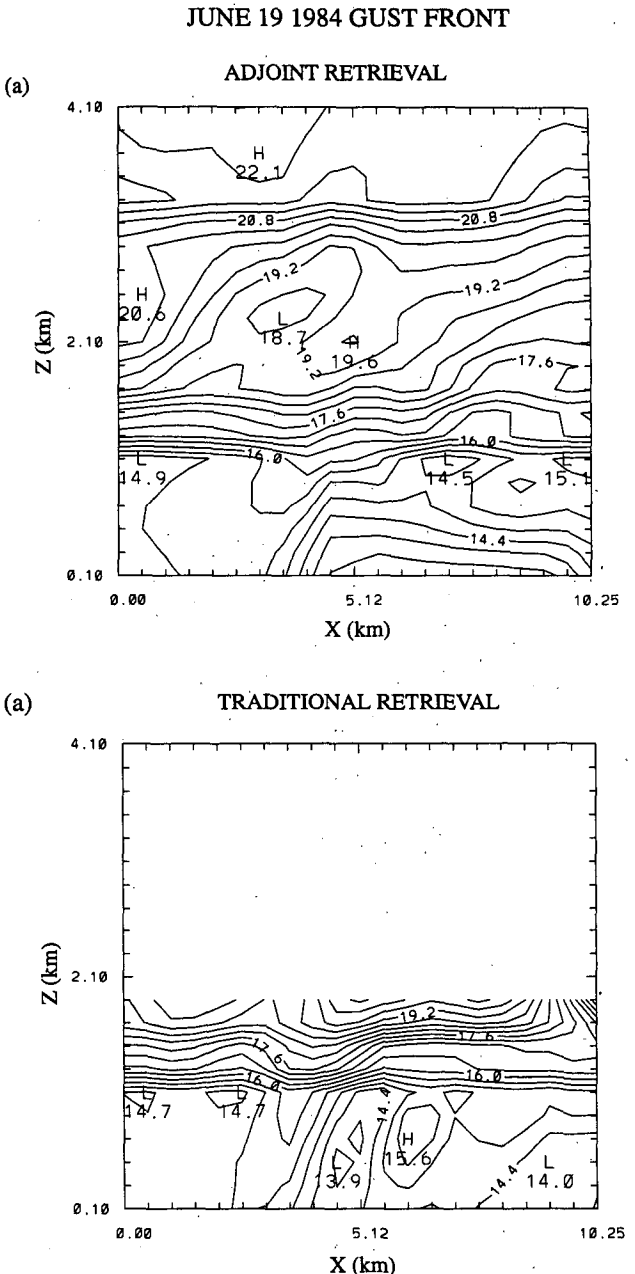 JUNE 19 1984 GUST FRONT
(a)
ADJOINT RETRIEVAL
4.10
H
22.1
20.8
20.8
19.2
H
20.6
L
18.7
19.2
H
19.6
19.2
17.6
2.10
Z (km)
17.6
16.0
16.0
L
14.9
L
14.5
L
15.1
14.4
0.10
0.00
5.12
10.25
X (km)
(a)
TRADITIONAL RETRIEVAL
4.10
2.10
Z (km)
19.2
17.6
17.6
16.0
16.0
L
14.7
L
14.7
14.0
H
15.6
L
13.9
14.4
L
14.0
0.10
0.00
5.12
10.25
X (km)